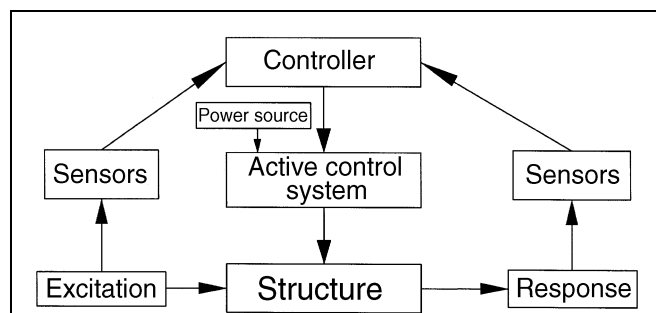 Controller
Power source
Sensors
Active control
system
Sensors
Excitation
Structure
Response